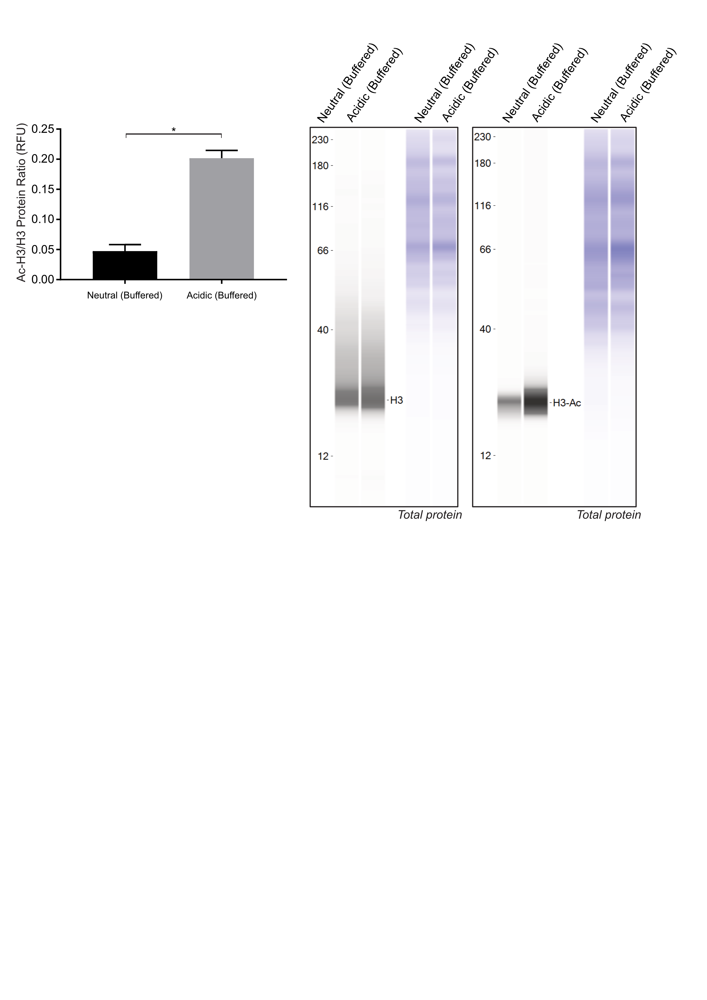 Neutral (Buffered)
Acidic (Buffered)
Neutral (Buffered)
Acidic (Buffered)
Neutral (Buffered)
Acidic (Buffered)
Neutral (Buffered)
Acidic (Buffered)
Ac-H3/H3 Protein Ratio (RFU)
0.25
0.20
0.15
0.10
0.05
0.00
*
Neutral (Buffered)
Acidic (Buffered)
230 -
180 -
116 -
66 -
40 -
12 -
-H3
Total protein
230 -
180 -
116 -
66 -
40 -
12 -
-H3-Ac
Total protein